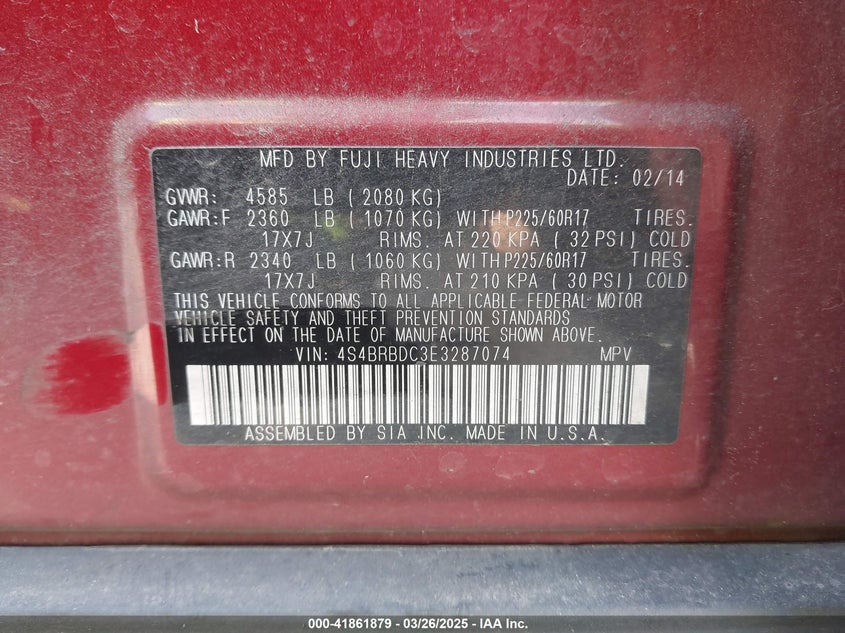 MFD BY FUJI HEAVY INDUSTRIES LTD.
DATE: 02/14
GVWR: 4585 LB ( 2080 KG)
GAWR:F 2360 LB ( 1070 KG) WITH P225/60R17 TIRES.
17X7J RIMS. AT 220 KPA ( 32 PSI) COLD
GAWR:R 2340 LB ( 1060 KG) WITH P225/60R17 TIRES.
17X7J RIMS. AT 210 KPA ( 30 PSI) COLD
THIS VEHICLE CONFORMS TO ALL APPLICABLE FEDERAL MOTOR
VEHICLE SAFETY AND THEFT PREVENTION STANDARDS
IN EFFECT ON THE DATE OF MANUFACTURE SHOWN ABOVE.
VIN: 4S4BRBDC3E3287074 MPV
ASSEMBLED BY SIA INC. MADE IN U.S.A.
000-41861879 - 03/26/2025 - IAA Inc.